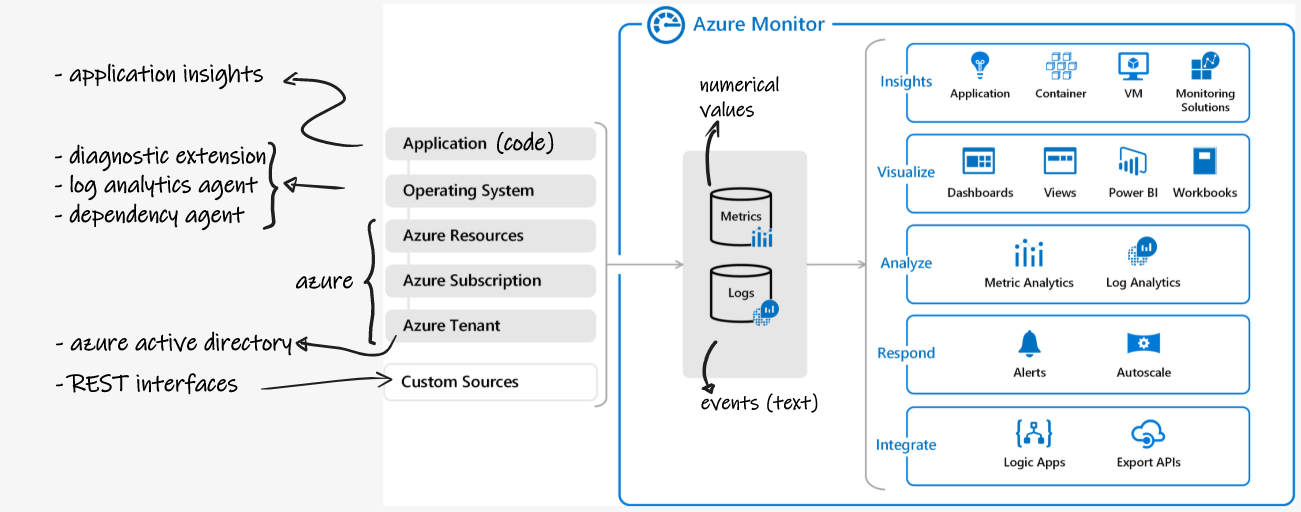 Azure Monitor
- application insights
- diagnostic extension
- log analytics agent
- dependency agent
azure
- azure active directory
- REST interfaces
Application (code)
Operating System
Azure Resources
Azure Subscription
Azure Tenant
Custom Sources
numerical
values
Metrics
Logs
events (text)
Insights
Application
Container
VM
Monitoring
Solutions
Visualize
Dashboards
Views
Power BI
Workbooks
Analyze
Metric Analytics
Log Analytics
Respond
Alerts
Autoscale
Integrate
Logic Apps
Export APIs